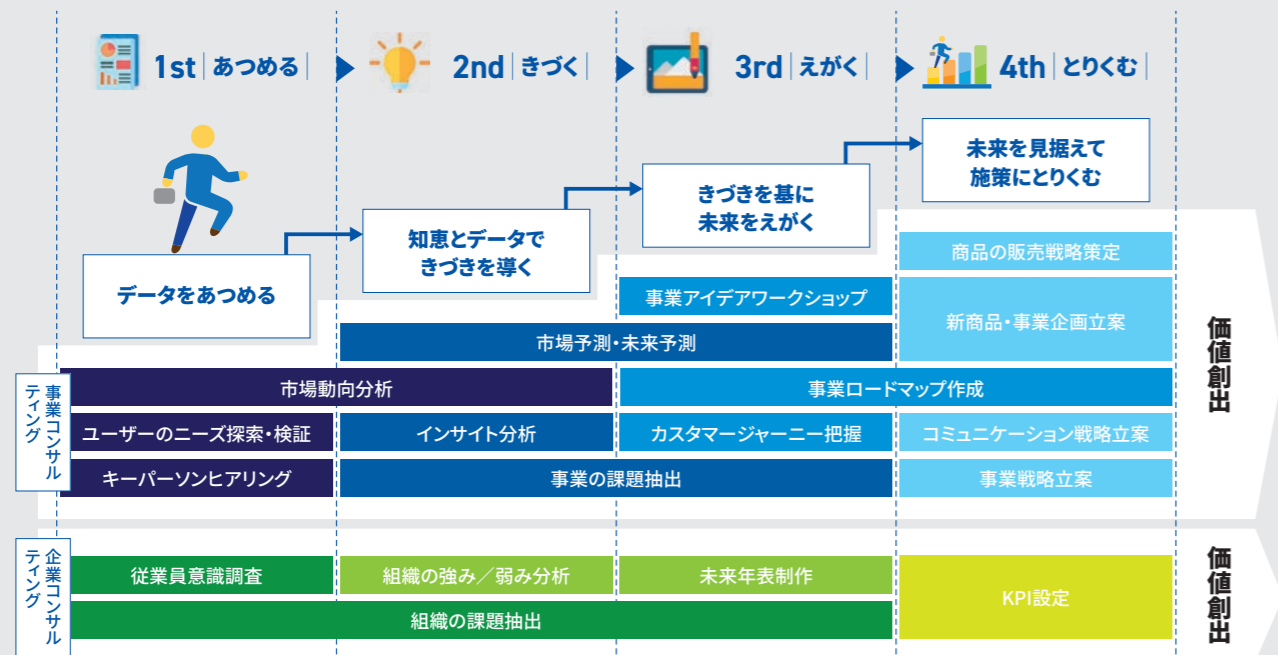 1st | あつめる |
2nd | きづく |
3rd | えがく |
4th | とりくむ |
未来を見据えて
施策にとりくむ
きづきを基に
未来をえがく
知恵とデータで
きづきを導く
データをあつめる
商品の販売戦略策定
事業アイデアワークショップ
新商品・事業企画立案
市場予測・未来予測
市場動向分析
事業ロードマップ作成
ユーザーのニーズ探索・検証
インサイト分析
カスタマージャーニー把握
コミュニケーション戦略立案
キーパーソンヒアリング
事業の課題抽出
事業戦略立案
事業コンサル
ティング
価値創出
従業員意識調査
組織の強み／弱み分析
未来年表制作
KPI設定
組織の課題抽出
企業コンサル
ティング
価値創出